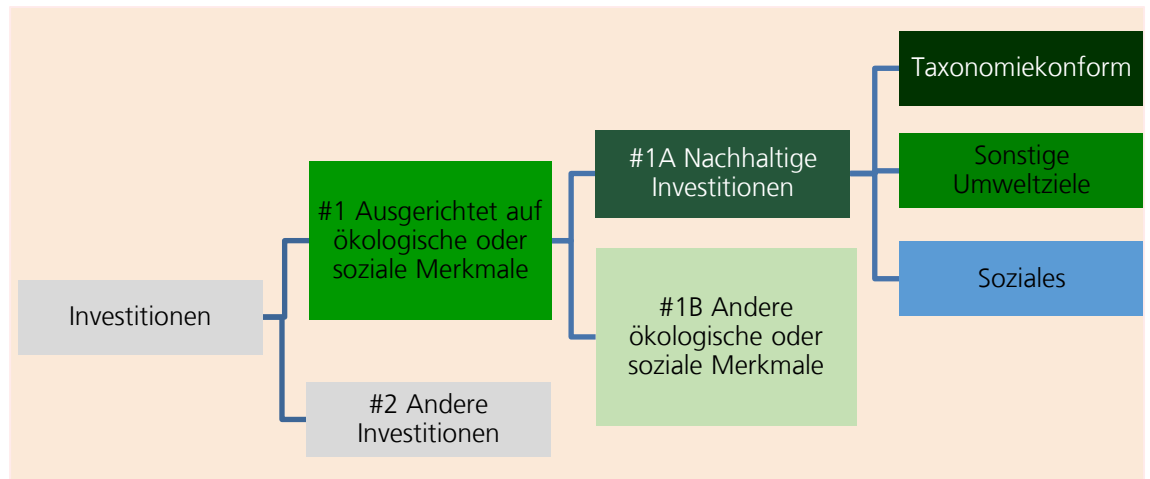 Investitionen
#1 Ausgerichtet auf
ökologische oder
soziale Merkmale
#2 Andere
Investitionen
#1A Nachhaltige
Investitionen
#1B Andere
ökologische oder
soziale Merkmale
Taxonomiekonform
Sonstige
Umweltziele
Soziales